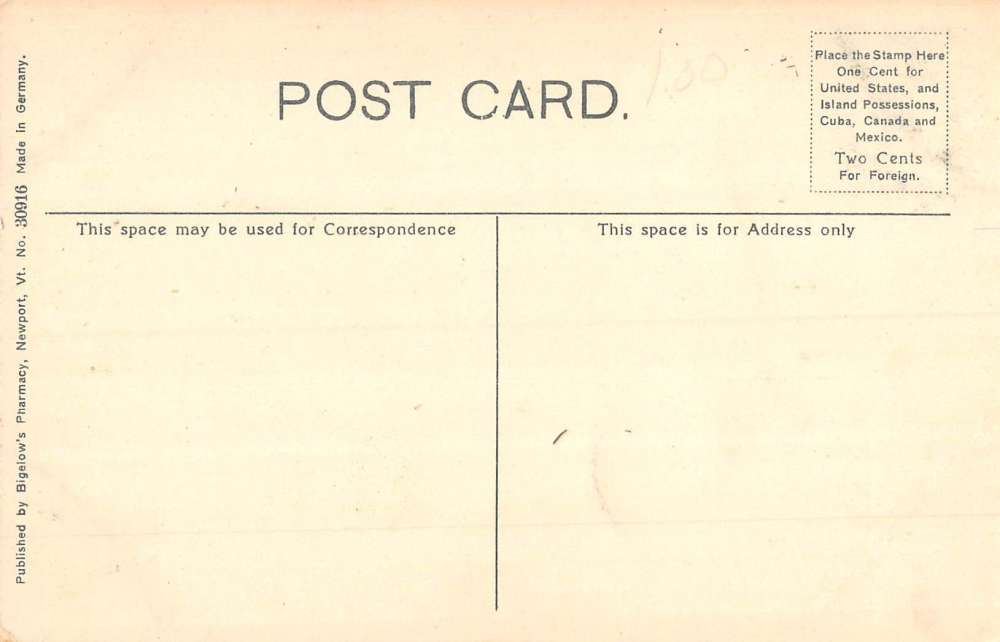 POST CARD.
1.00
Place the Stamp Here
One Cent for
United States, and
Island Possessions,
Cuba, Canada and
Mexico.
Two Cents
For Foreign.
This space may be used for Correspondence
This space is for Address only
Published by Bigelow's Pharmacy, Newport, Vt. No. 30916 Made in Germany.